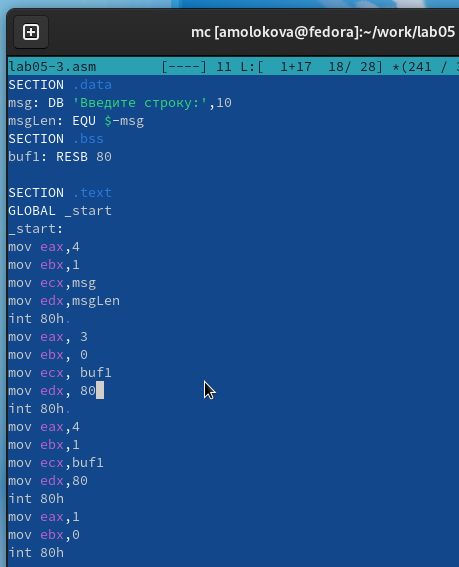 mc [amolokova@fedora]:~/work/lab05
lab05-3.asm [----] 11 L:[ 1+17 18/ 28] *(241 /
SECTION .data
msg: DB 'Введите строку:',10
msgLen: EQU $-msg
SECTION .bss
buf1: RESB 80
SECTION .text
GLOBAL _start
_start:
mov eax,4
mov ebx,1
mov ecx,msg
mov edx,msgLen
int 80h.
mov eax, 3
mov ebx, 0
mov ecx, buf1
mov edx, 80
int 80h.
mov eax,4
mov ebx,1
mov ecx,buf1
mov edx,80
int 80h
mov eax,1
mov ebx,0
int 80h